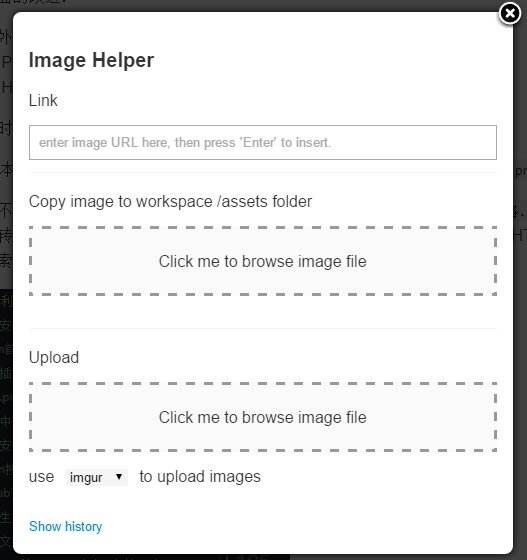 Image Helper
Link
enter image URL here, then press 'Enter' to insert.
Copy image to workspace /assets folder
Click me to browse image file
Upload
Click me to browse image file
use imgur ▼ to upload images
Show history